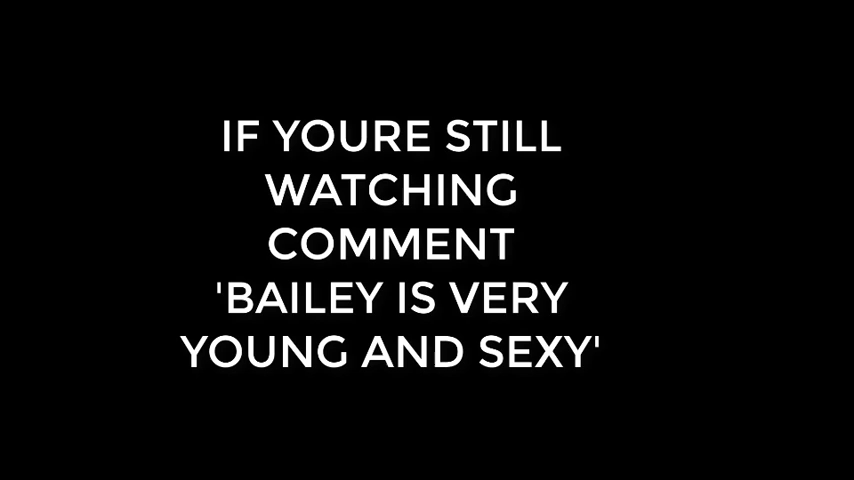 IF YOURE STILL
WATCHING
COMMENT
'BAILEY IS VERY
YOUNG AND SEXY'